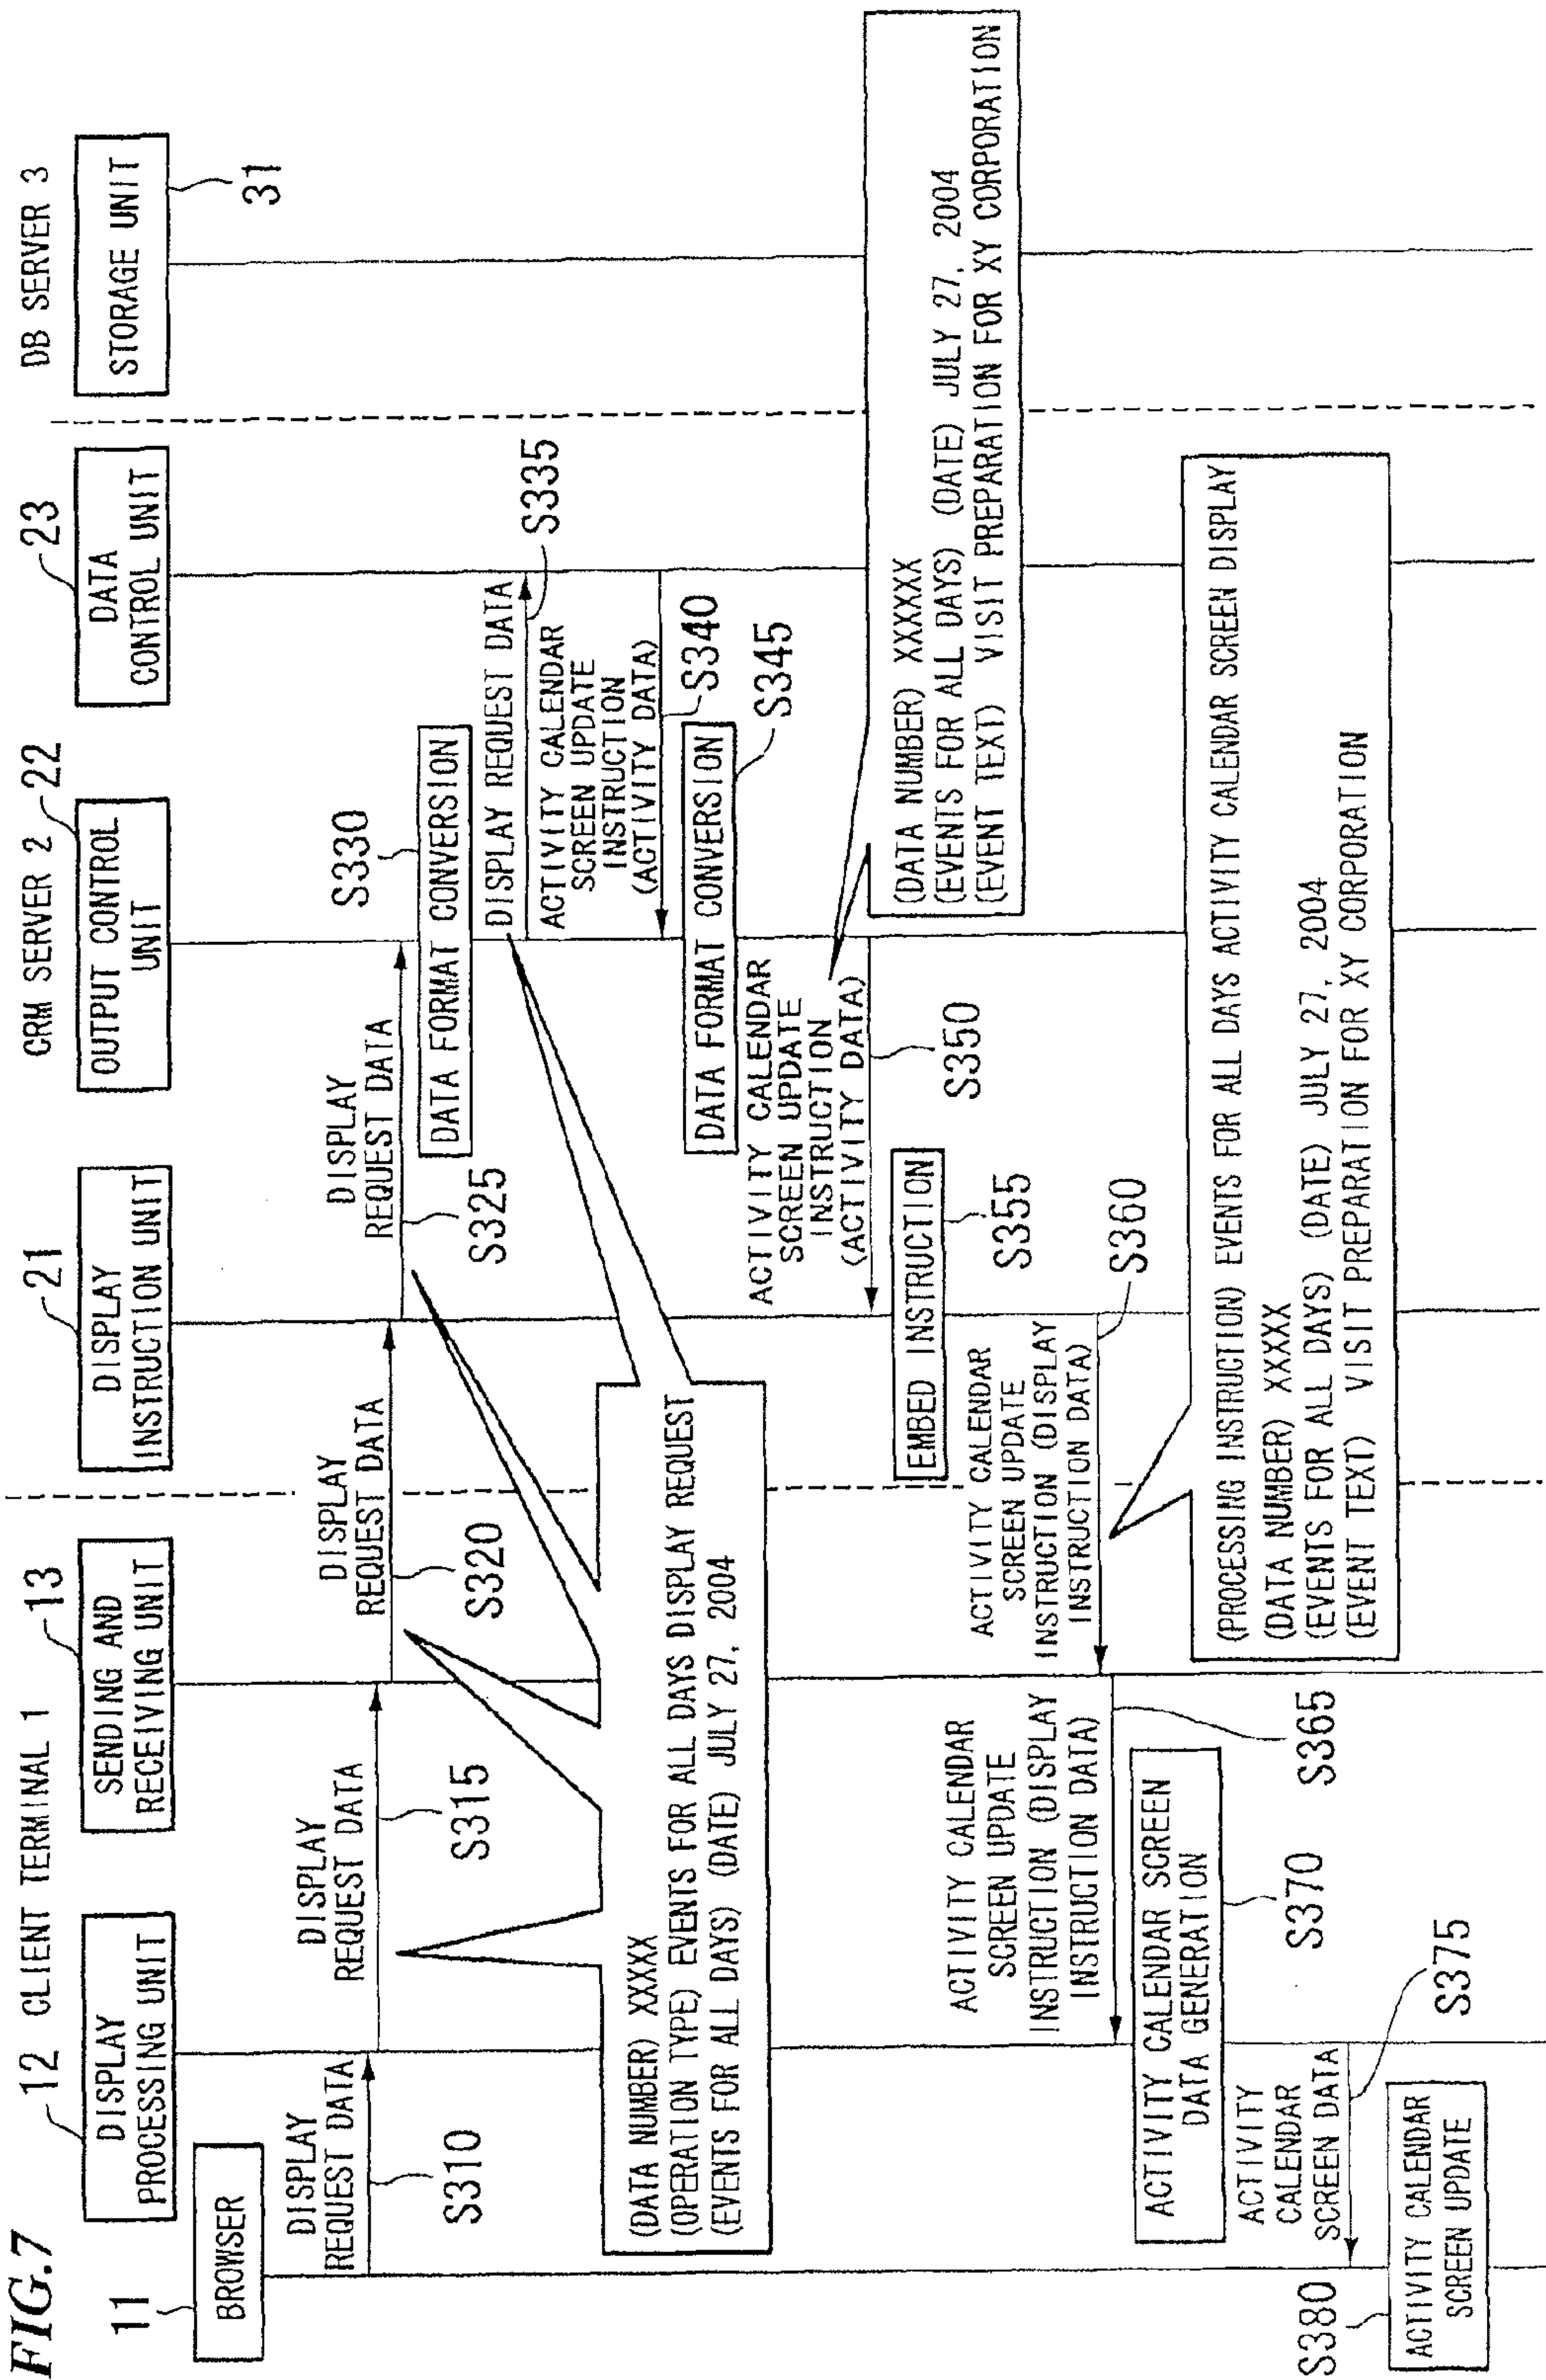 FIG.7
CLIENT TERMINAL 1
CRM SERVER 2
DB SERVER 3
11
BROWSER
12
DISPLAY
PROCESSING UNIT
13
SENDING AND
RECEIVING UNIT
21
DISPLAY
INSTRUCTION UNIT
22
OUTPUT CONTROL
UNIT
23
DATA
CONTROL UNIT
STORAGE UNIT
31
DISPLAY
REQUEST DATA
S310
DISPLAY
REQUEST DATA
S315
DISPLAY
REQUEST DATA
S320
DISPLAY
REQUEST DATA
S325
S330
DATA FORMAT CONVERSION
DISPLAY REQUEST DATA
S335
(DATA NUMBER) XXXXX
(OPERATION TYPE) EVENTS FOR ALL DAYS DISPLAY REQUEST
(EVENTS FOR ALL DAYS) (DATE) JULY 27, 2004
ACTIVITY CALENDAR
SCREEN UPDATE
INSTRUCTION
(ACTIVITY DATA)
S340
DATA FORMAT CONVERSION
S345
ACTIVITY CALENDAR
SCREEN UPDATE
INSTRUCTION
(ACTIVITY DATA)
S350
(DATA NUMBER) XXXXXX
(EVENTS FOR ALL DAYS) (DATE) JULY 27, 2004
(EVENT TEXT) VISIT PREPARATION FOR XY CORPORATION
EMBED INSTRUCTION
S355
ACTIVITY CALENDAR
SCREEN UPDATE
INSTRUCTION (DISPLAY
INSTRUCTION DATA)
S360
(PROCESSING INSTRUCTION) EVENTS FOR ALL DAYS ACTIVITY CALENDAR SCREEN DISPLAY
(DATA NUMBER) XXXXX
(EVENTS FOR ALL DAYS) (DATE) JULY 27, 2004
(EVENT TEXT) VISIT PREPARATION FOR XY CORPORATION
ACTIVITY CALENDAR
SCREEN UPDATE
INSTRUCTION (DISPLAY
INSTRUCTION DATA)
S365
ACTIVITY CALENDAR SCREEN
DATA GENERATION
S370
ACTIVITY
CALENDAR
SCREEN DATA
S375
S380
ACTIVITY CALENDAR
SCREEN UPDATE